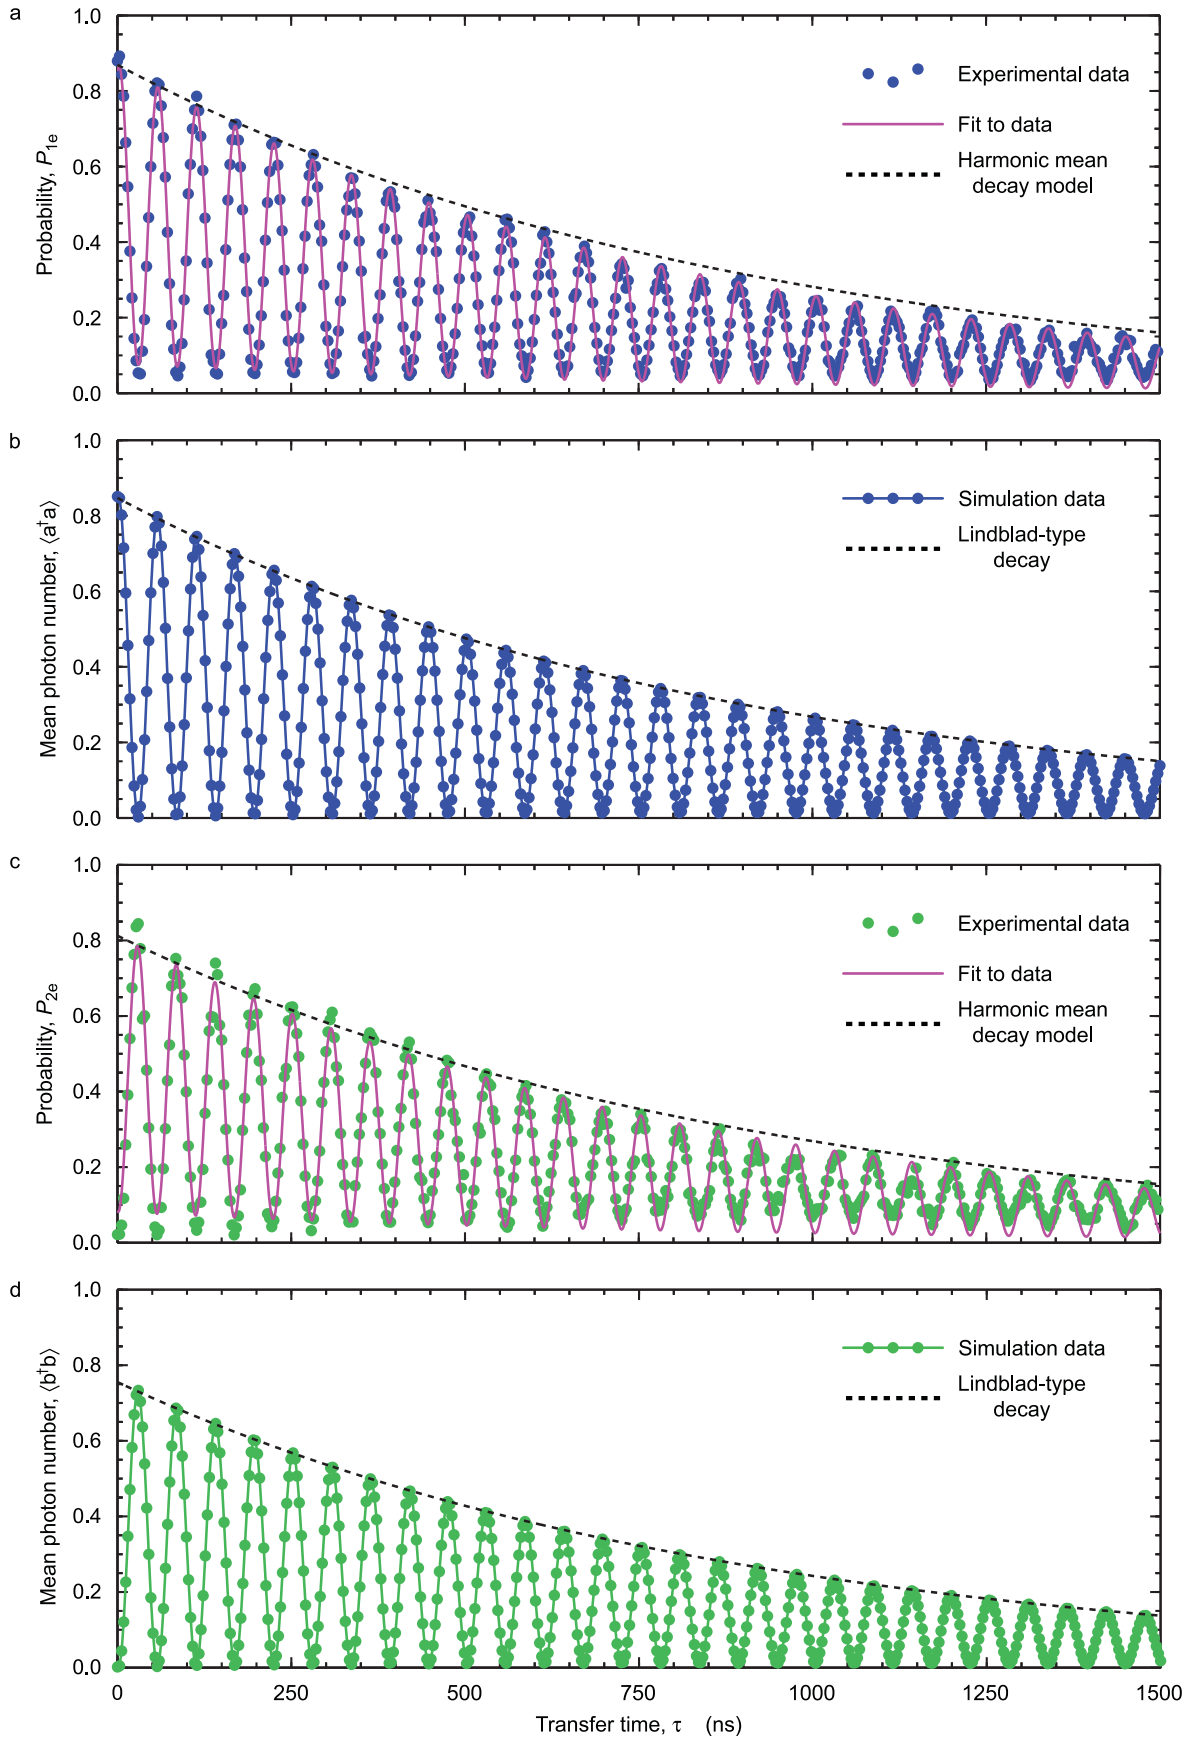 a
1.0
0.8
0.6
0.4
0.2
0.0
Probability, P1e
Experimental data
Fit to data
Harmonic mean
decay model
b
1.0
0.8
0.6
0.4
0.2
0.0
Mean photon number, ⟨a†a⟩
Simulation data
Lindblad-type
decay
c
1.0
0.8
0.6
0.4
0.2
0.0
Probability, P2e
Experimental data
Fit to data
Harmonic mean
decay model
d
1.0
0.8
0.6
0.4
0.2
0.0
Mean photon number, ⟨b†b⟩
Simulation data
Lindblad-type
decay
0 250 500 750 1000 1250 1500
Transfer time, τ (ns)